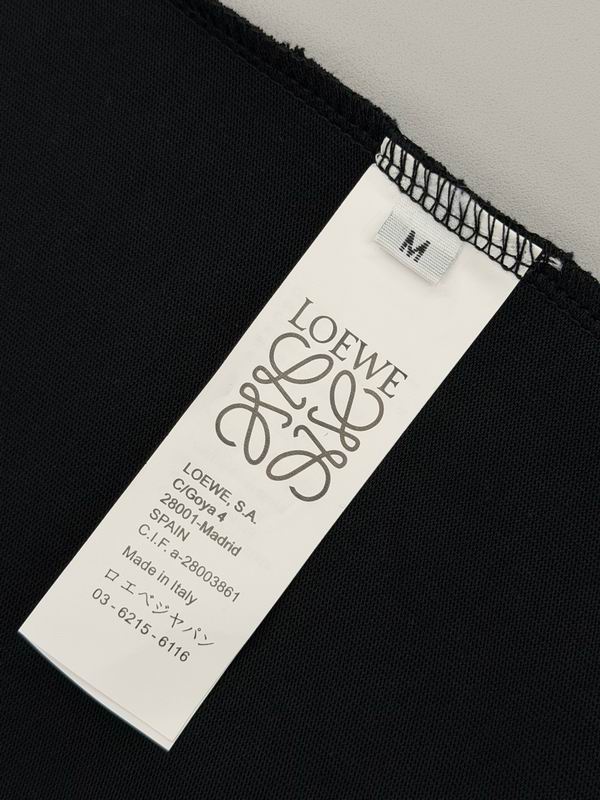 M
LOEWE
LOEWE, S.A.
C/Goya 4
28001-Madrid
SPAIN
C.I.F. a-28003861
Made in Italy
ロエベジヤパン
03-6215-6116